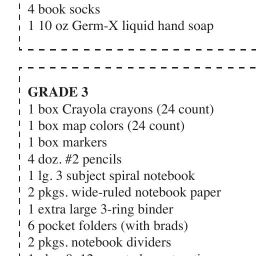 4 book socks
1 10 oz Germ-X liquid hand soap
GRADE 3
1 box Crayola crayons (24 count)
1 box map colors (24 count)
1 box markers
4 doz. #2 pencils
1 lg. 3 subject spiral notebook
2 pkgs. wide-ruled notebook paper
1 extra large 3-ring binder
6 pocket folders (with brads)
2 pkgs. notebook dividers